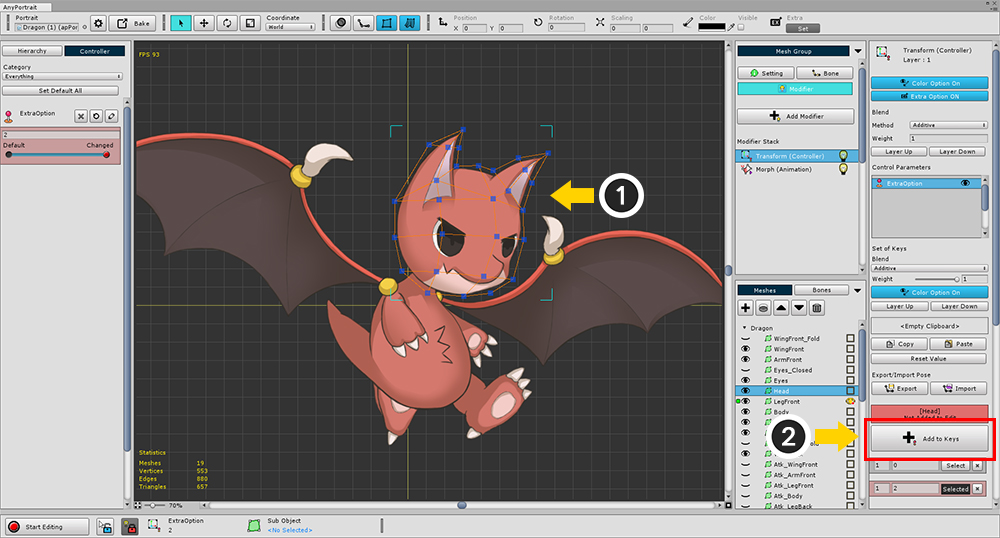 AnyPortrait
Portrait
Dragon (1) (apPor
Bake
Coordinate
World
Position
X 0 Y 0
Rotation
0
Scaling
0 0
Color
Visible
Extra
Set
Hierarchy
Controller
Category
Everything
Set Default All
ExtraOption
2
Default
Changed
FPS 93
1
Statistics
Meshes 19
Vertices 553
Edges 880
Triangles 657
70%
Mesh Group
Setting
Bone
Modifier
Add Modifier
Modifier Stack
Transform (Controller)
Morph (Animation)
Meshes
Bones
Dragon
WingFront_Fold
WingFront
ArmFront
Eyes_Closed
Eyes
Head
LegFront
Body
2
Atk_WingFront
Atk_ArmFront
Atk_LegFront
Atk_Body
Atk_LegBack
Transform (Controller)
Layer : 1
Color Option On
Extra Option ON
Blend
Method Additive
Weight 1
Layer Up
Layer Down
Control Parameters
ExtraOption
Set of Keys
Blend
Additive
Weight 1
Color Option On
Layer Up
Layer Down
<Empty Clipboard>
Copy
Paste
Reset Value
Export/Import Pose
Export
Import
[Head]
Not Added to Edit
Add to Keys
1 0 Select
1 2 Selected
Start Editing
ExtraOption
2
Sub Object
<No Selected>